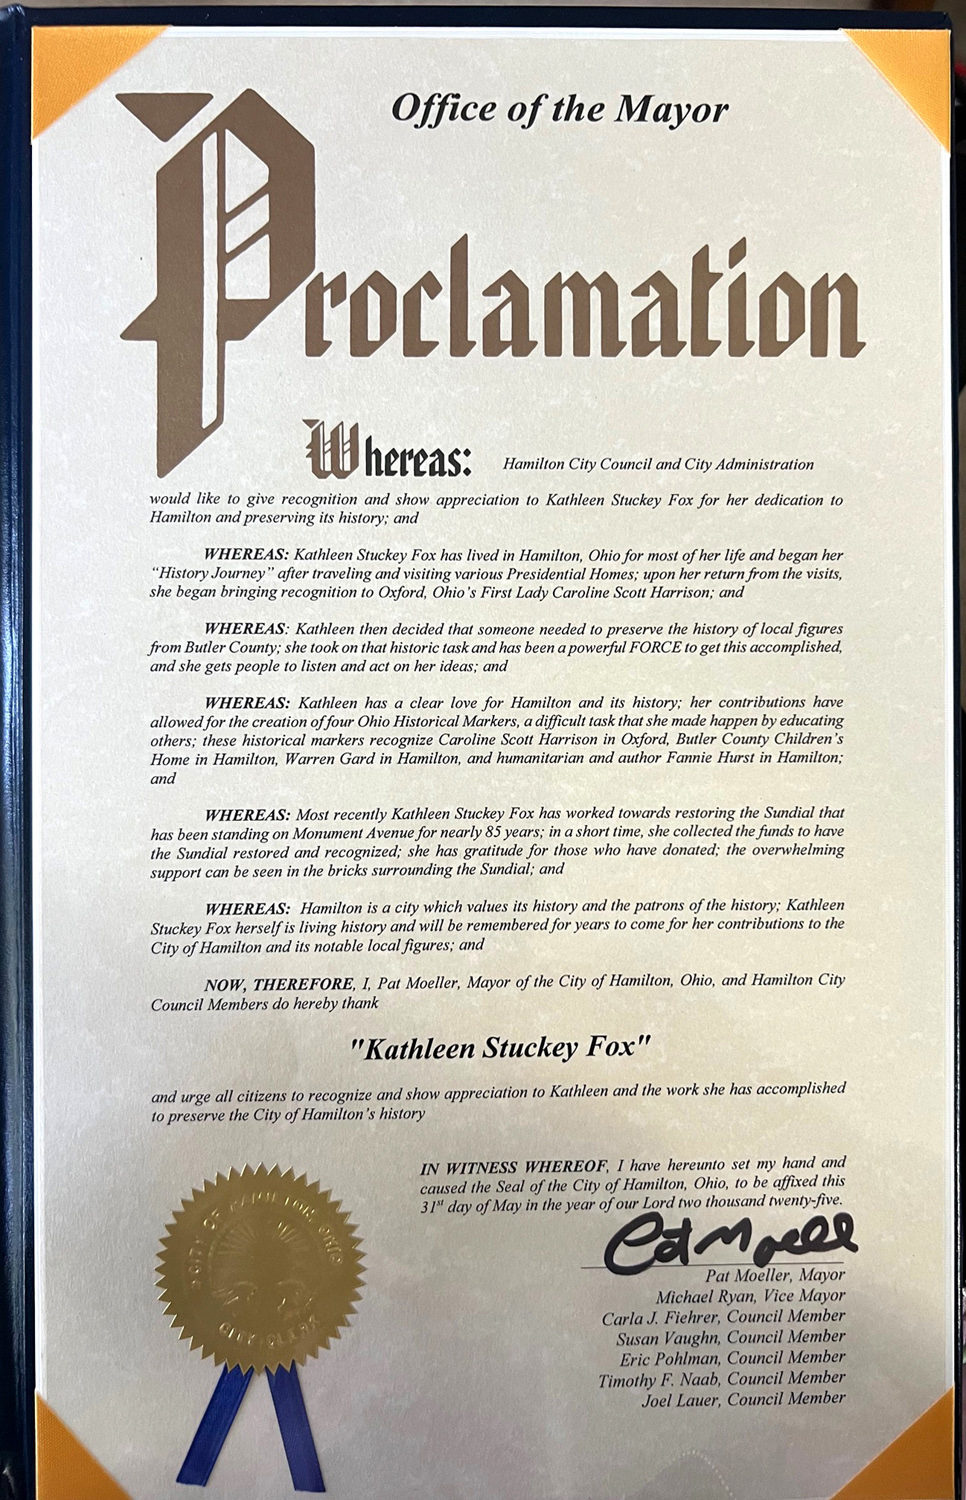 Office of the Mayor
Proclamation
Whereas: Hamilton City Council and City Administration
would like to give recognition and show appreciation to Kathleen Stuckey Fox for her dedication to
Hamilton and preserving its history; and
WHEREAS: Kathleen Stuckey Fox has lived in Hamilton, Ohio for most of her life and began her
“History Journey” after traveling and visiting various Presidential Homes; upon her return from the visits,
she began bringing recognition to Oxford, Ohio’s First Lady Caroline Scott Harrison; and
WHEREAS: Kathleen then decided that someone needed to preserve the history of local figures
from Butler County; she took on that historic task and has been a powerful FORCE to get this accomplished,
and she gets people to listen and act on her ideas; and
WHEREAS: Kathleen has a clear love for Hamilton and its history; her contributions have
allowed for the creation of four Ohio Historical Markers, a difficult task that she made happen by educating
others; these historical markers recognize Caroline Scott Harrison in Oxford, Butler County Children’s
Home in Hamilton, Warren Gard in Hamilton, and humanitarian and author Fannie Hurst in Hamilton;
and
WHEREAS: Most recently Kathleen Stuckey Fox has worked towards restoring the Sundial that
has been standing on Monument Avenue for nearly 85 years; in a short time, she collected the funds to have
the Sundial restored and recognized; she has gratitude for those who have donated; the overwhelming
support can be seen in the bricks surrounding the Sundial; and
WHEREAS: Hamilton is a city which values its history and the patrons of the history; Kathleen
Stuckey Fox herself is living history and will be remembered for years to come for her contributions to the
City of Hamilton and its notable local figures; and
NOW, THEREFORE, I, Pat Moeller, Mayor of the City of Hamilton, Ohio, and Hamilton City
Council Members do hereby thank
"Kathleen Stuckey Fox"
and urge all citizens to recognize and show appreciation to Kathleen and the work she has accomplished
to preserve the City of Hamilton’s history
IN WITNESS WHEREOF, I have hereunto set my hand and
caused the Seal of the City of Hamilton, Ohio, to be affixed this
31st day of May in the year of our Lord two thousand twenty-five.
Pat Moeller
Pat Moeller, Mayor
Michael Ryan, Vice Mayor
Carla J. Fiehrer, Council Member
Susan Vaughn, Council Member
Eric Pohlman, Council Member
Timothy F. Naab, Council Member
Joel Lauer, Council Member
CITY OF HAMILTON, OHIO
CITY CLERK